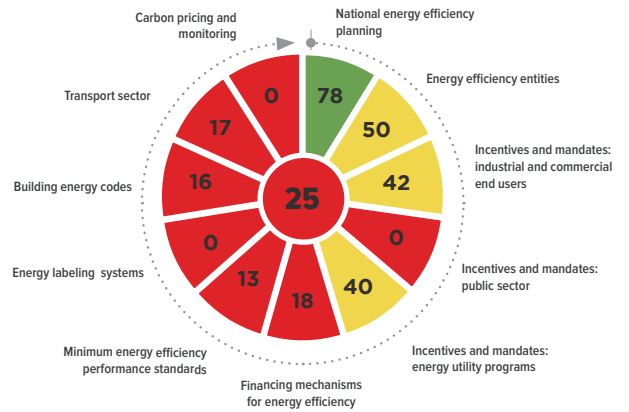 Carbon pricing and
monitoring
National energy efficiency
planning
Energy efficiency entities
Incentives and mandates:
industrial and commercial
end users
Incentives and mandates:
public sector
Incentives and mandates:
energy utility programs
Financing mechanisms
for energy efficiency
Minimum energy efficiency
performance standards
Energy labeling systems
Building energy codes
Transport sector
0
78
50
42
0
40
18
13
0
16
17
25